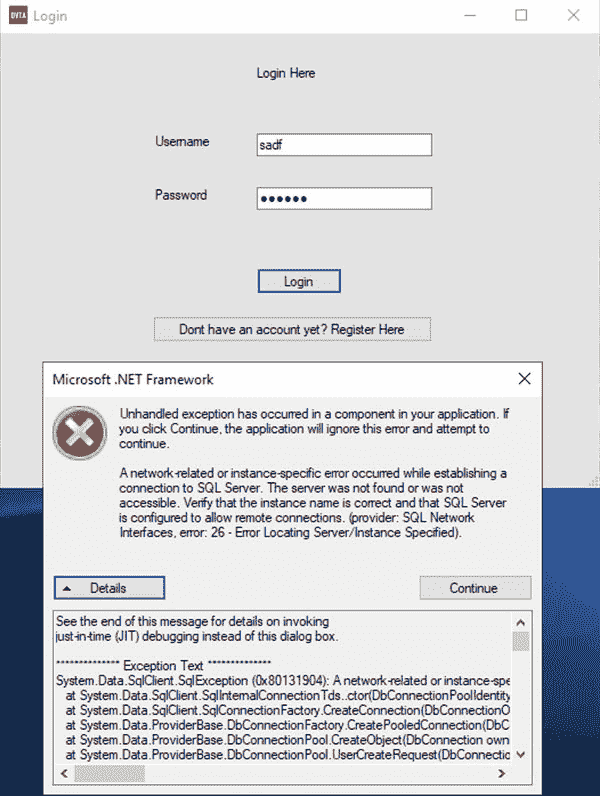 DVTA Login
Login Here
Username
sadf
Password
Login
Dont have an account yet? Register Here
Microsoft .NET Framework
Unhandled exception has occurred in a component in your application. If
you click Continue, the application will ignore this error and attempt to
continue.
A network-related or instance-specific error occurred while establishing a
connection to SQL Server. The server was not found or was not
accessible. Verify that the instance name is correct and that SQL Server
is configured to allow remote connections. (provider: SQL Network
Interfaces, error: 26 - Error Locating Server/Instance Specified).
Details
Continue
See the end of this message for details on invoking
just-in-time (JIT) debugging instead of this dialog box.
************** Exception Text **************
System.Data.SqlClient.SqlException (0x80131904): A network-related or instance-spe
at System.Data.SqlClient.SqlInternalConnectionTds..ctor(DbConnectionPoolIdentity
at System.Data.SqlClient.SqlConnectionFactory.CreateConnection(DbConnectionO
at System.Data.ProviderBase.DbConnectionFactory.CreatePooledConnection(DbC
at System.Data.ProviderBase.DbConnectionPool.CreateObject(DbConnection own
at System.Data.ProviderBase.DbConnectionPool.UserCreateRequest(DbConnectio